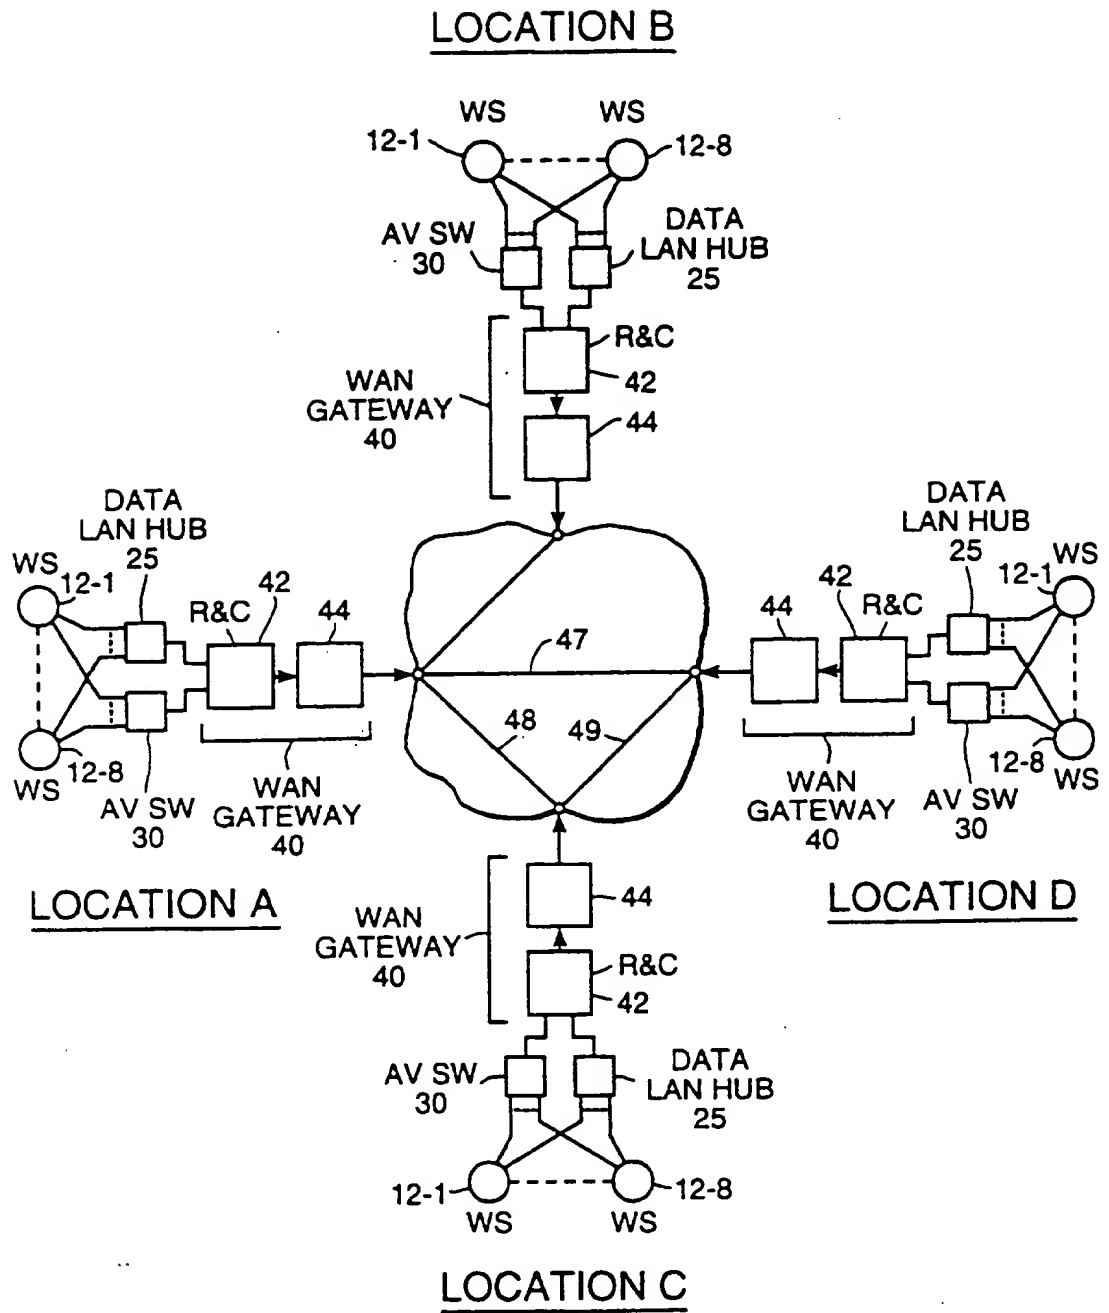 LOCATION B
WS
WS
12-1
12-8
AV SW
30
DATA
LAN HUB
25
R&C
42
WAN
GATEWAY
40
44
DATA
LAN HUB
25
WS
12-1
R&C
42
44
12-8
WS
AV SW
30
WAN
GATEWAY
40
LOCATION A
47
48
49
DATA
LAN HUB
25
WS
12-1
44
42
R&C
12-8
WS
AV SW
30
WAN
GATEWAY
40
LOCATION D
WAN
GATEWAY
40
44
R&C
42
AV SW
30
DATA
LAN HUB
25
12-1
12-8
WS
WS
LOCATION C